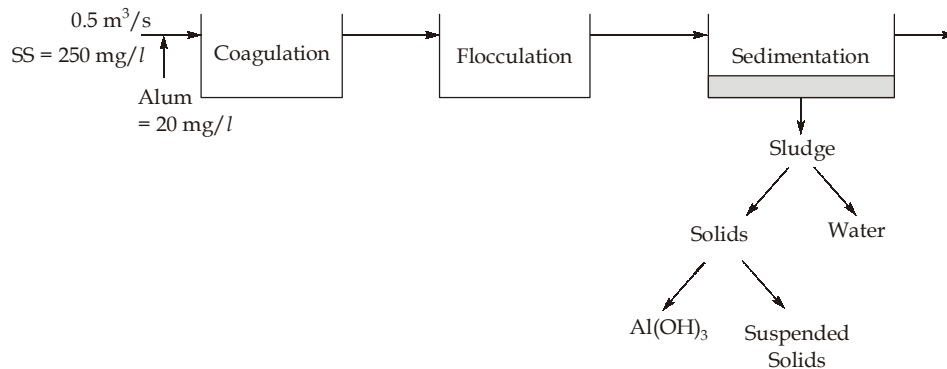 0.5 m³/s
SS = 250 mg/l
Alum
= 20 mg/l
Coagulation
Flocculation
Sedimentation
Sludge
Solids
Water
Al(OH)₃
Suspended
Solids